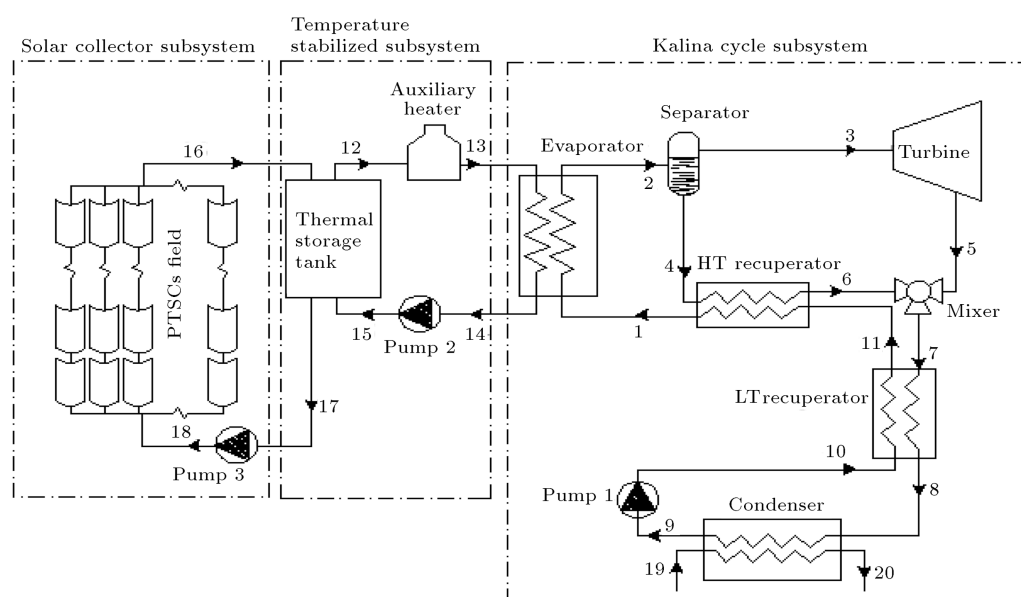 Solar collector subsystem
Temperature
stabilized subsystem
Kalina cycle subsystem
Auxiliary
heater
Separator
16
12
13
Evaporator
2
3
Turbine
Thermal
storage
tank
PTSCs field
4
HT recuperator
6
5
Mixer
15
Pump 2
14
1
11
7
17
LT recuperator
18
Pump 3
10
8
Pump 1
Condenser
9
19
20